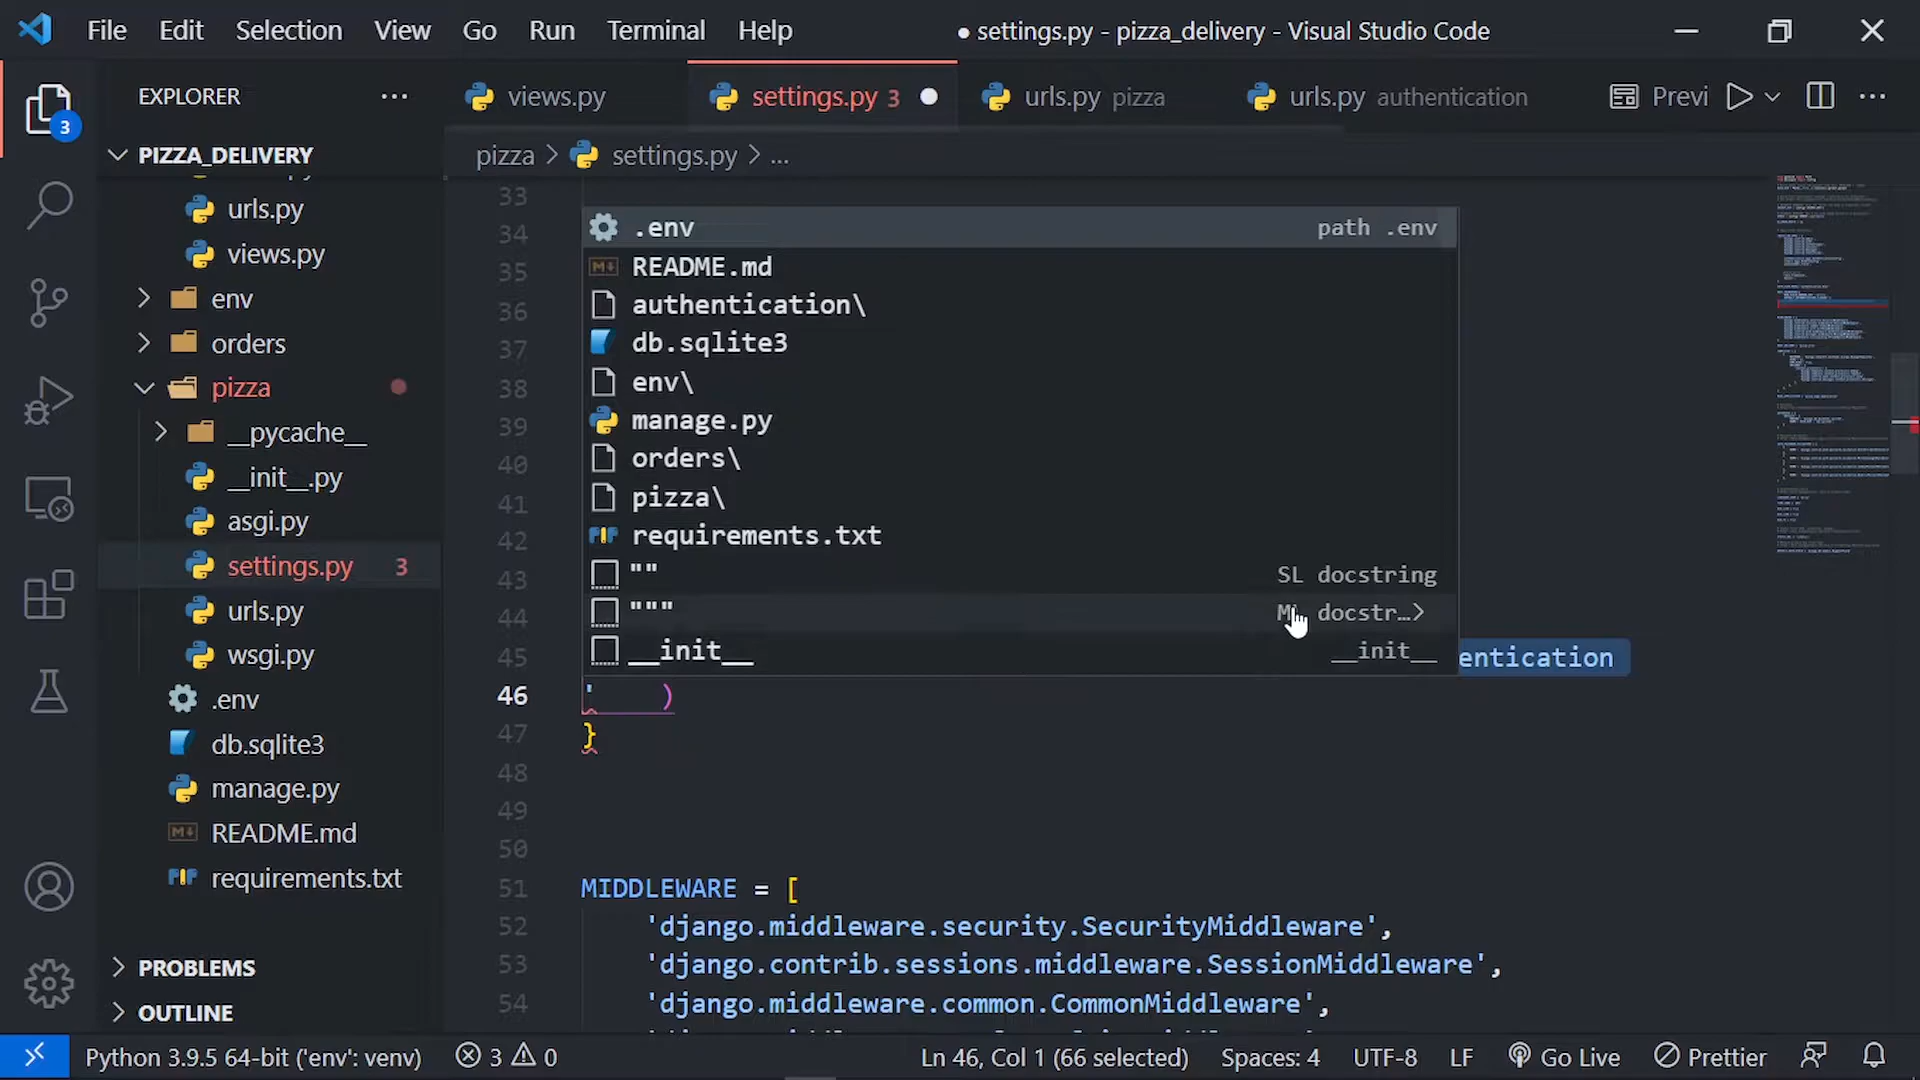 File Edit Selection View Go Run Terminal Help ● settings.py - pizza_delivery - Visual Studio Code
EXPLORER
views.py settings.py 3 urls.py pizza urls.py authentication Previ
3
PIZZA_DELIVERY
pizza > settings.py > ...
urls.py
views.py
env
orders
pizza
__pycache__
__init__.py
asgi.py
settings.py 3
urls.py
wsgi.py
.env
db.sqlite3
manage.py
README.md
requirements.txt
PROBLEMS
OUTLINE
33
34
35
36
37
38
39
40
41
42
43
44
45 entication
46 ' )
47 }
48
49
50
51 MIDDLEWARE = [
52 'django.middleware.security.SecurityMiddleware',
53 'django.contrib.sessions.middleware.SessionMiddleware',
54 'django.middleware.common.CommonMiddleware',
.env path .env
README.md
authentication\
db.sqlite3
env\
manage.py
orders\
pizza\
requirements.txt
"" SL docstring
""" docstr…>
__init__ __init__
Python 3.9.5 64-bit ('env': venv) 3 0 Ln 46, Col 1 (66 selected) Spaces: 4 UTF-8 LF Go Live Prettier